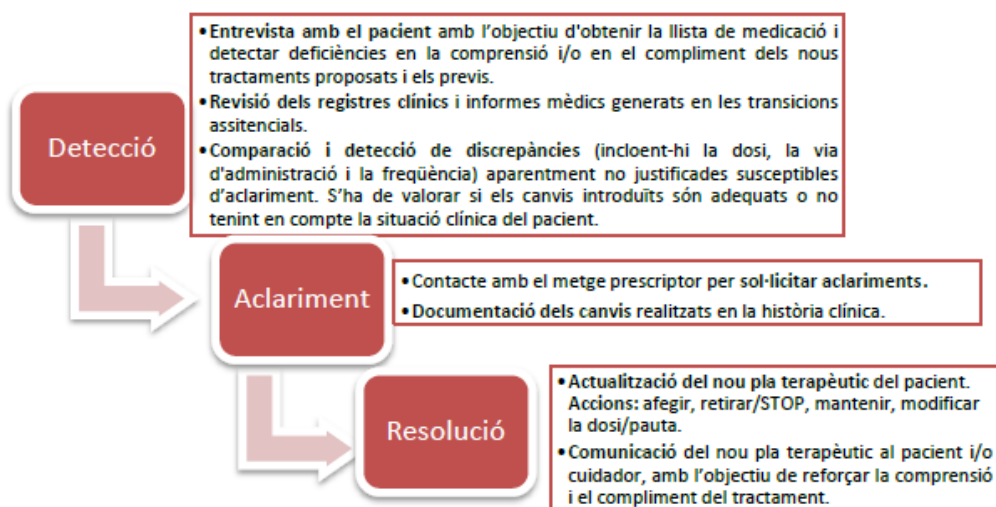 •Entrevista amb el pacient amb l'objectiu d'obtenir la llista de medicació i
detectar deficiències en la comprensió i/o en el compliment dels nous
tractaments proposats i els previs.
•Revisió dels registres clínics i informes mèdics generats en les transicions
assitencials.
•Comparació i detecció de discrepàncies (incloent-hi la dosi, la via
d'administració i la freqüència) aparentment no justificades susceptibles
d'aclariment. S'ha de valorar si els canvis introduïts són adequats o no
tenint en compte la situació clínica del pacient.
Detecció
Aclariment
•Contacte amb el metge prescriptor per sol·licitar aclariments.
•Documentació dels canvis realitzats en la història clínica.
Resolució
•Actualització del nou pla terapèutic del pacient.
Accions: afegir, retirar/STOP, mantenir, modificar
la dosi/pauta.
•Comunicació del nou pla terapèutic al pacient i/o
cuidador, amb l'objectiu de reforçar la comprensió
i el compliment del tractament.